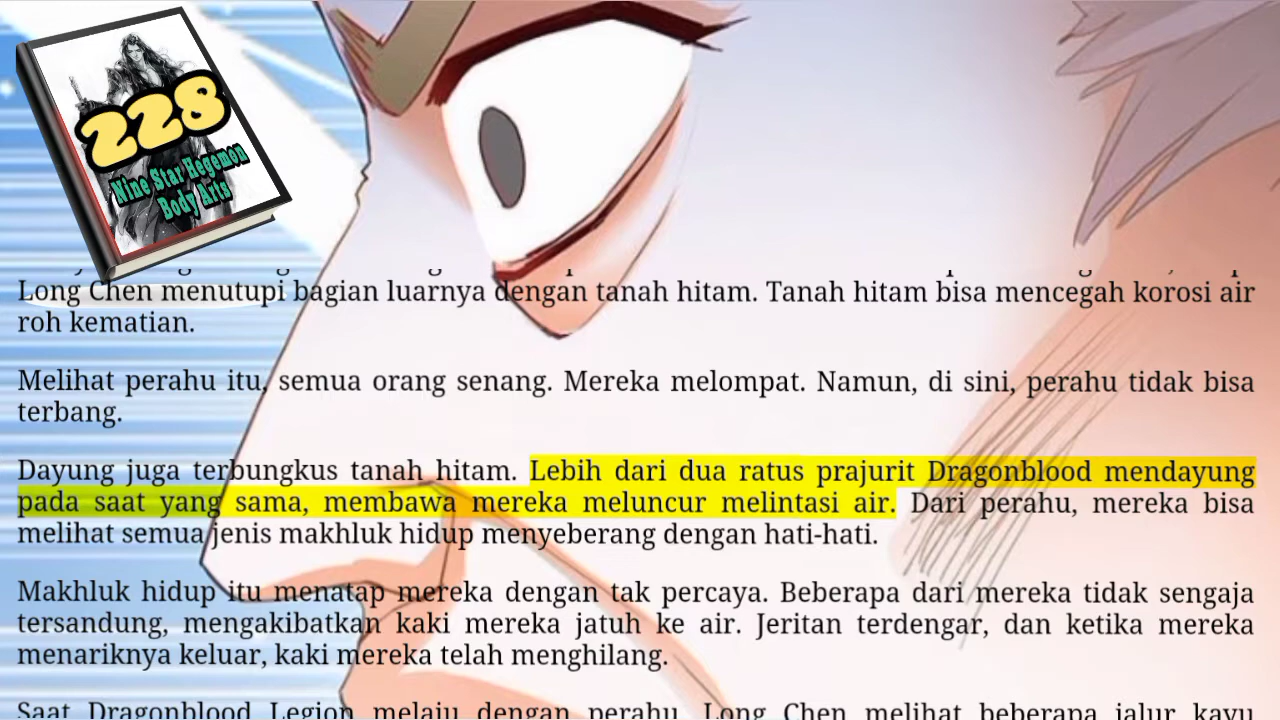 228
Nine Star Hegemon
Body Arts
Long Chen menutupi bagian luarnya dengan tanah hitam. Tanah hitam bisa mencegah korosi air
roh kematian.
Melihat perahu itu, semua orang senang. Mereka melompat. Namun, di sini, perahu tidak bisa
terbang.
Dayung juga terbungkus tanah hitam. Lebih dari dua ratus prajurit Dragonblood mendayung
pada saat yang sama, membawa mereka meluncur melintasi air. Dari perahu, mereka bisa
melihat semua jenis makhluk hidup menyeberang dengan hati-hati.
Makhluk hidup itu menatap mereka dengan tak percaya. Beberapa dari mereka tidak sengaja
tersandung, mengakibatkan kaki mereka jatuh ke air. Jeritan terdengar, dan ketika mereka
menariknya keluar, kaki mereka telah menghilang.
Saat Dragonblood Legion melaju dengan perahu, Long Chen melihat beberapa jalur kayu